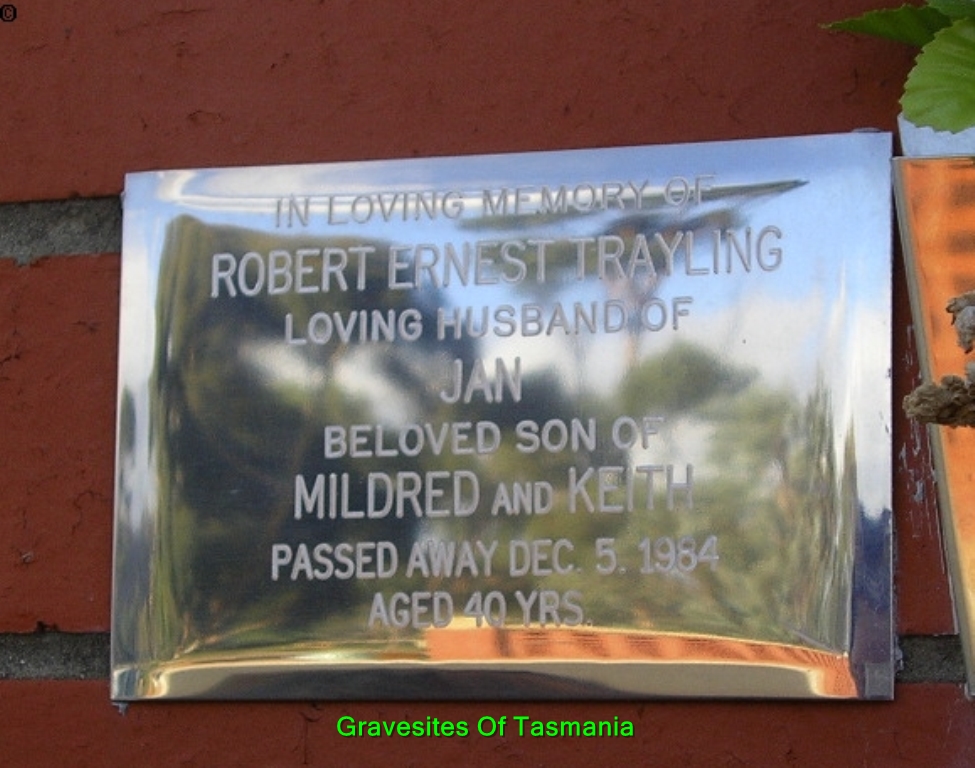 ©
IN LOVING MEMORY OF
ROBERT ERNEST TRAYLING
LOVING HUSBAND OF
JAN
BELOVED SON OF
MILDRED AND KEITH
PASSED AWAY DEC. 5. 1984
AGED 40 YRS.
Gravesites Of Tasmania